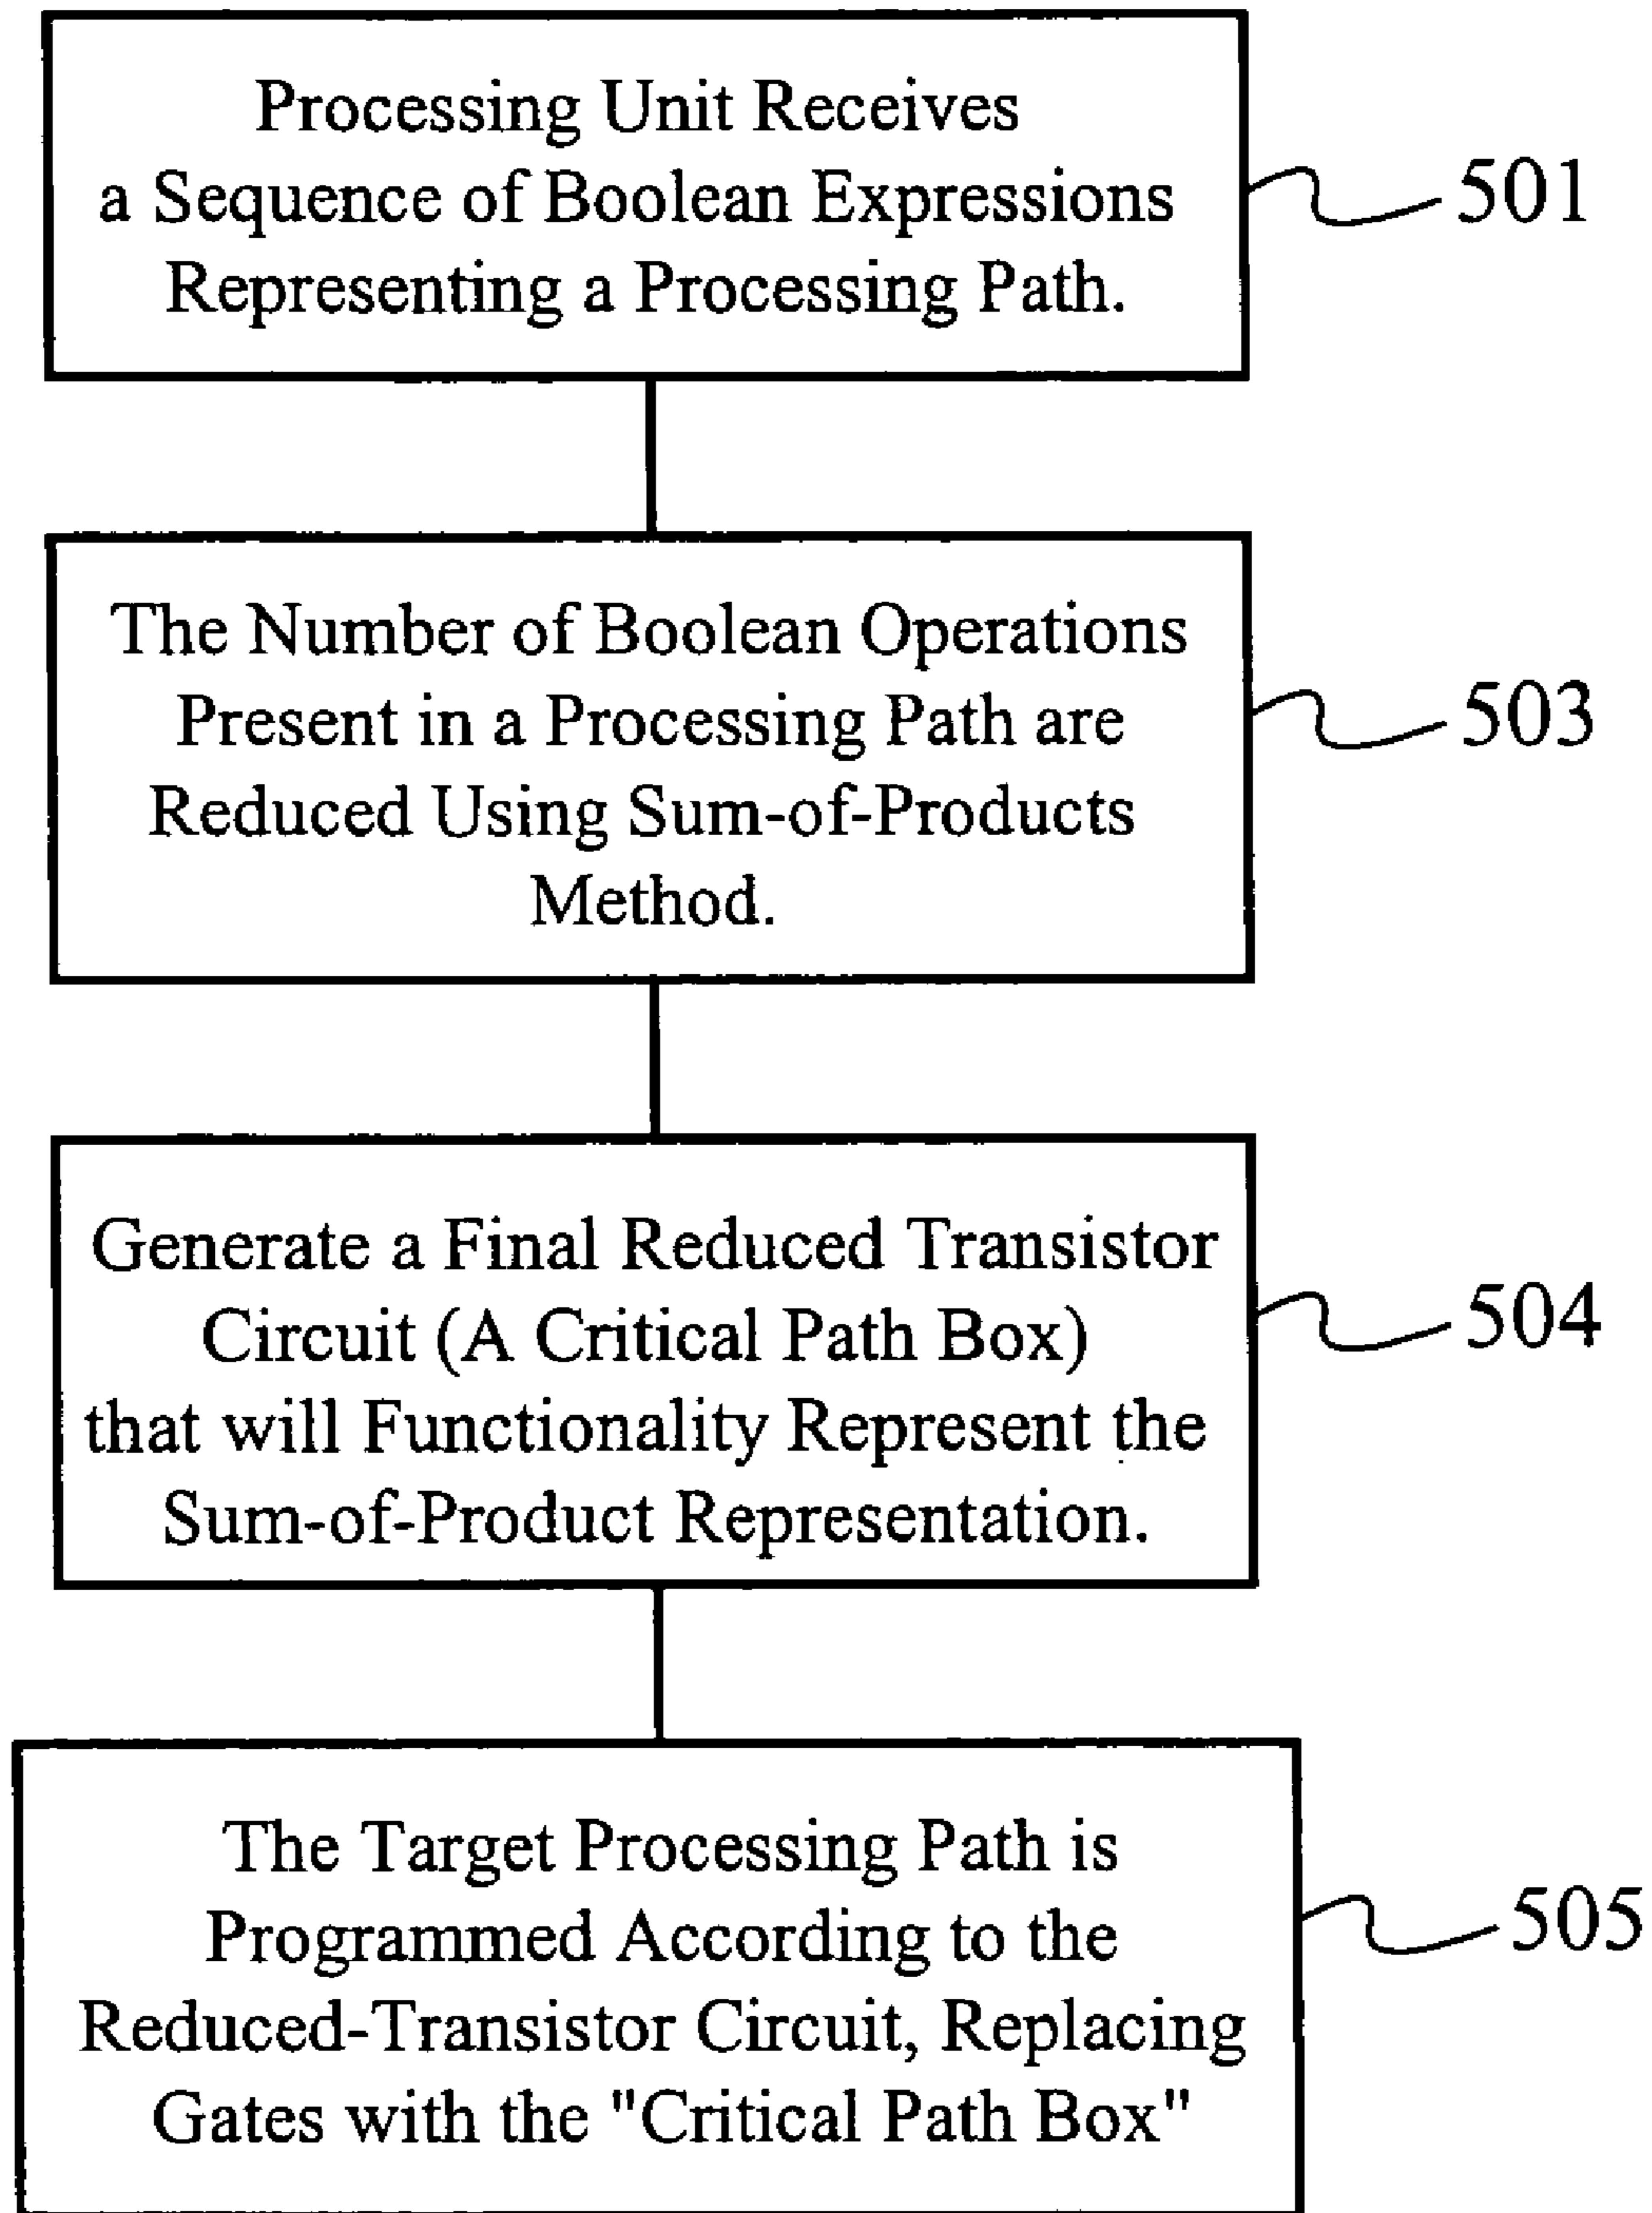 Processing Unit Receives
a Sequence of Boolean Expressions
Representing a Processing Path.
501
The Number of Boolean Operations
Present in a Processing Path are
Reduced Using Sum-of-Products
Method.
503
Generate a Final Reduced Transistor
Circuit (A Critical Path Box)
that will Functionality Represent the
Sum-of-Product Representation.
504
The Target Processing Path is
Programmed According to the
Reduced-Transistor Circuit, Replacing
Gates with the "Critical Path Box"
505